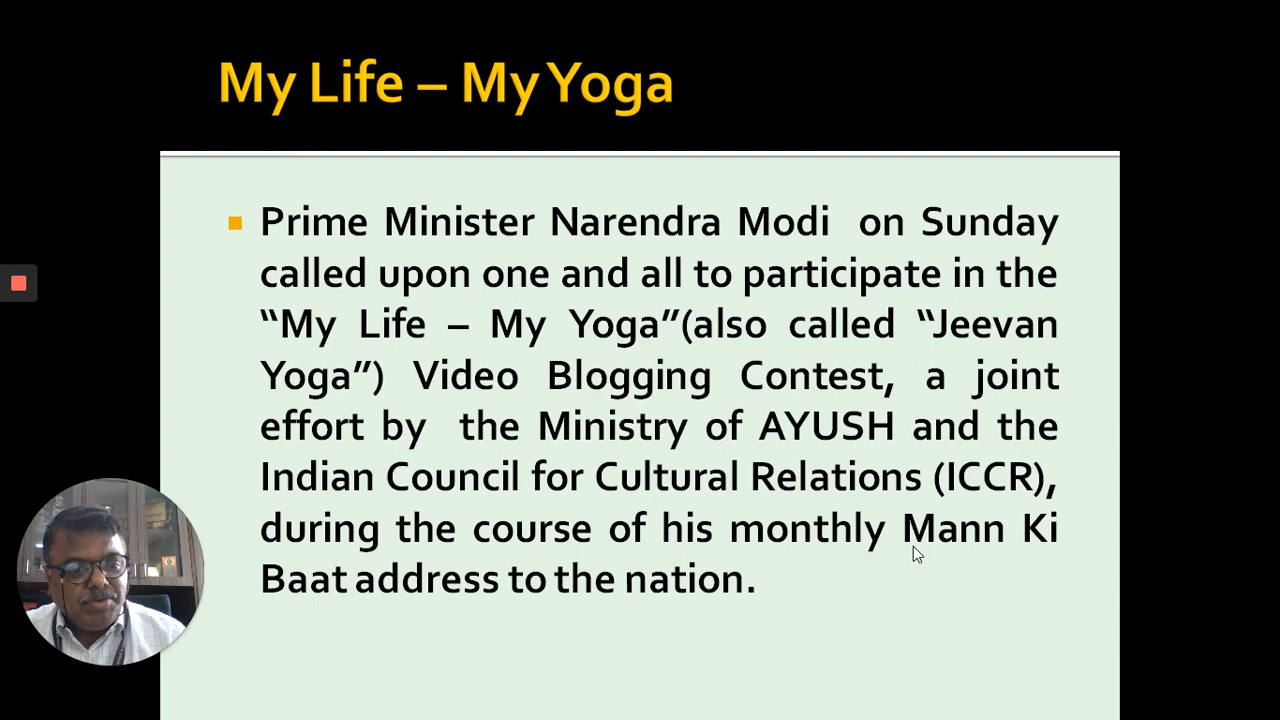 My Life – My Yoga
Prime Minister Narendra Modi on Sunday
called upon one and all to participate in the
“My Life – My Yoga”(also called “Jeevan
Yoga”) Video Blogging Contest, a joint
effort by the Ministry of AYUSH and the
Indian Council for Cultural Relations (ICCR),
during the course of his monthly Mann Ki
Baat address to the nation.